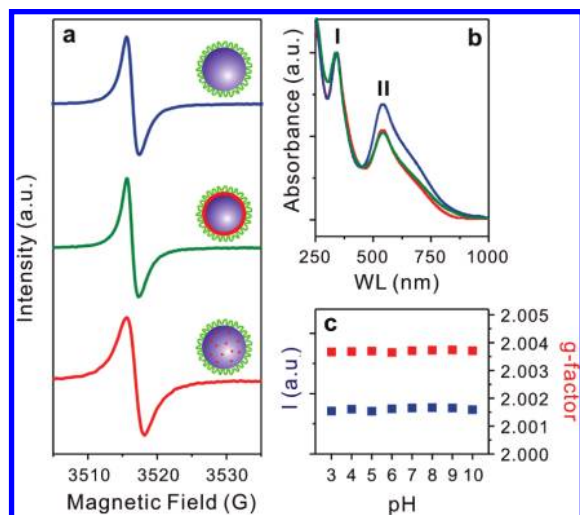 a
Intensity (a.u.)
3510 3520 3530
Magnetic Field (G)
b
I
II
Absorbance (a.u.)
250 500 750 1000
WL (nm)
c
I (a.u.)
2.005
2.004
2.003
2.002
2.001
2.000
g-factor
3 4 5 6 7 8 9 10
pH